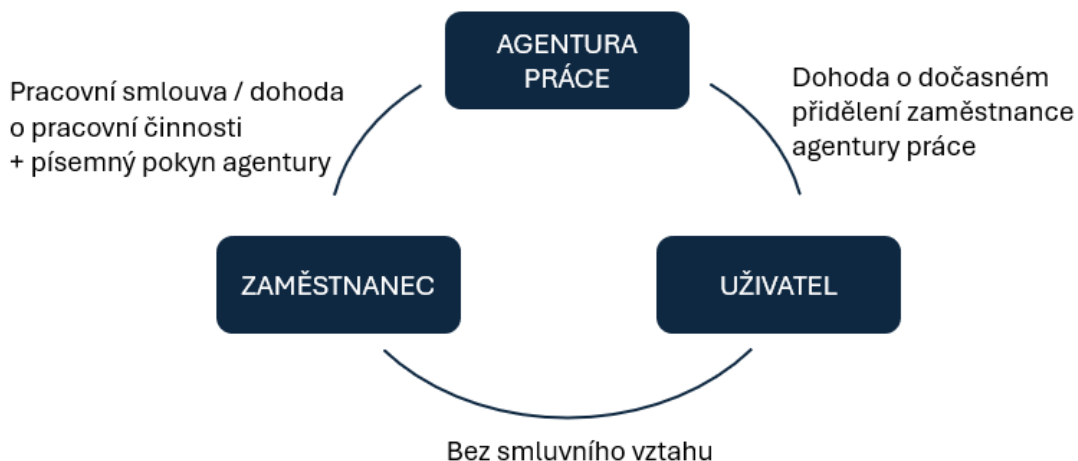 AGENTURA
PRÁCE
Pracovní smlouva / dohoda
o pracovní činnosti
+ písemný pokyn agentury
Dohoda o dočasném
přidělení zaměstnance
agentury práce
ZAMĚSTNANEC
UŽIVATEL
Bez smluvního vztahu